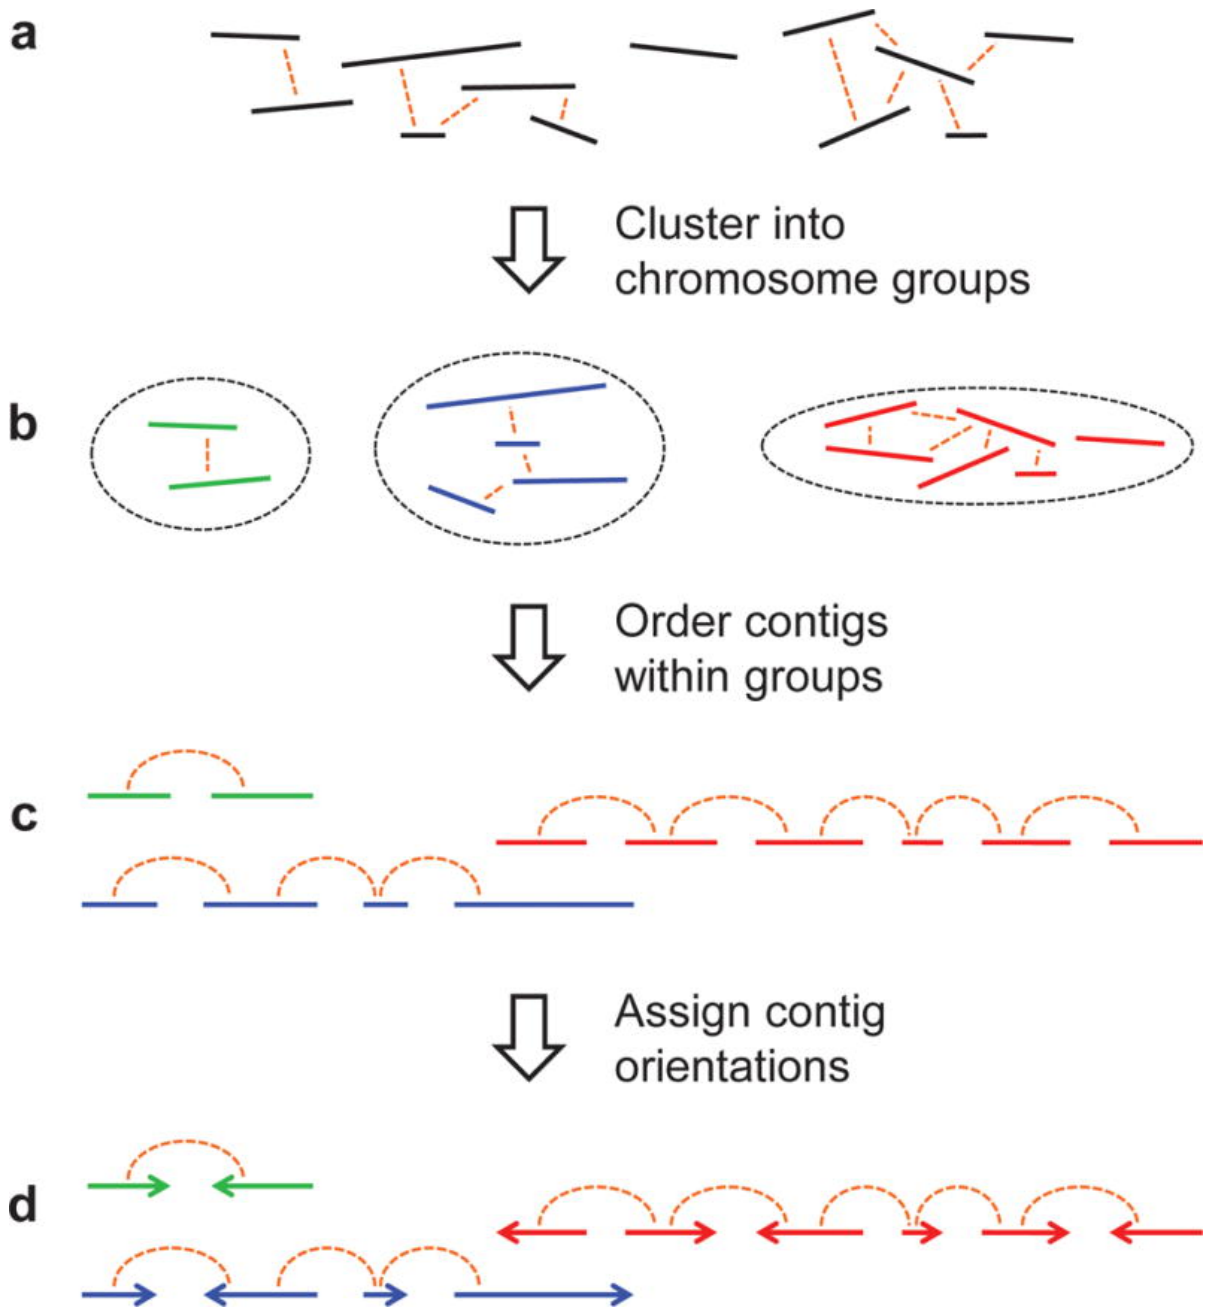 a
Cluster into
chromosome groups
b
Order contigs
within groups
c
Assign contig
orientations
d